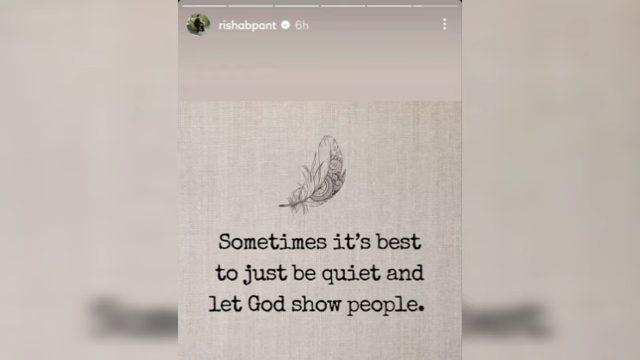 rishabpant 6h
Sometimes it's best
to just be quiet and
let God show people.